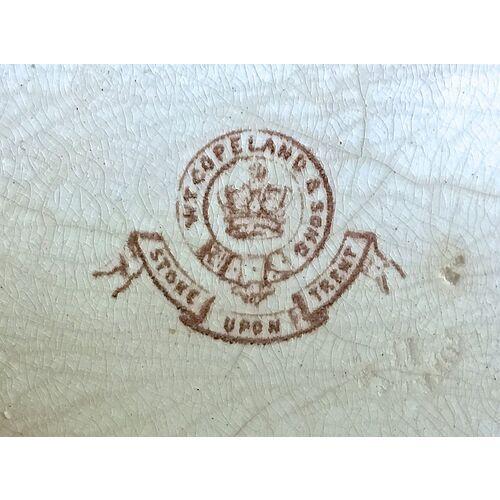 W.T. COPELAND & SONS
STOKE UPON TRENT